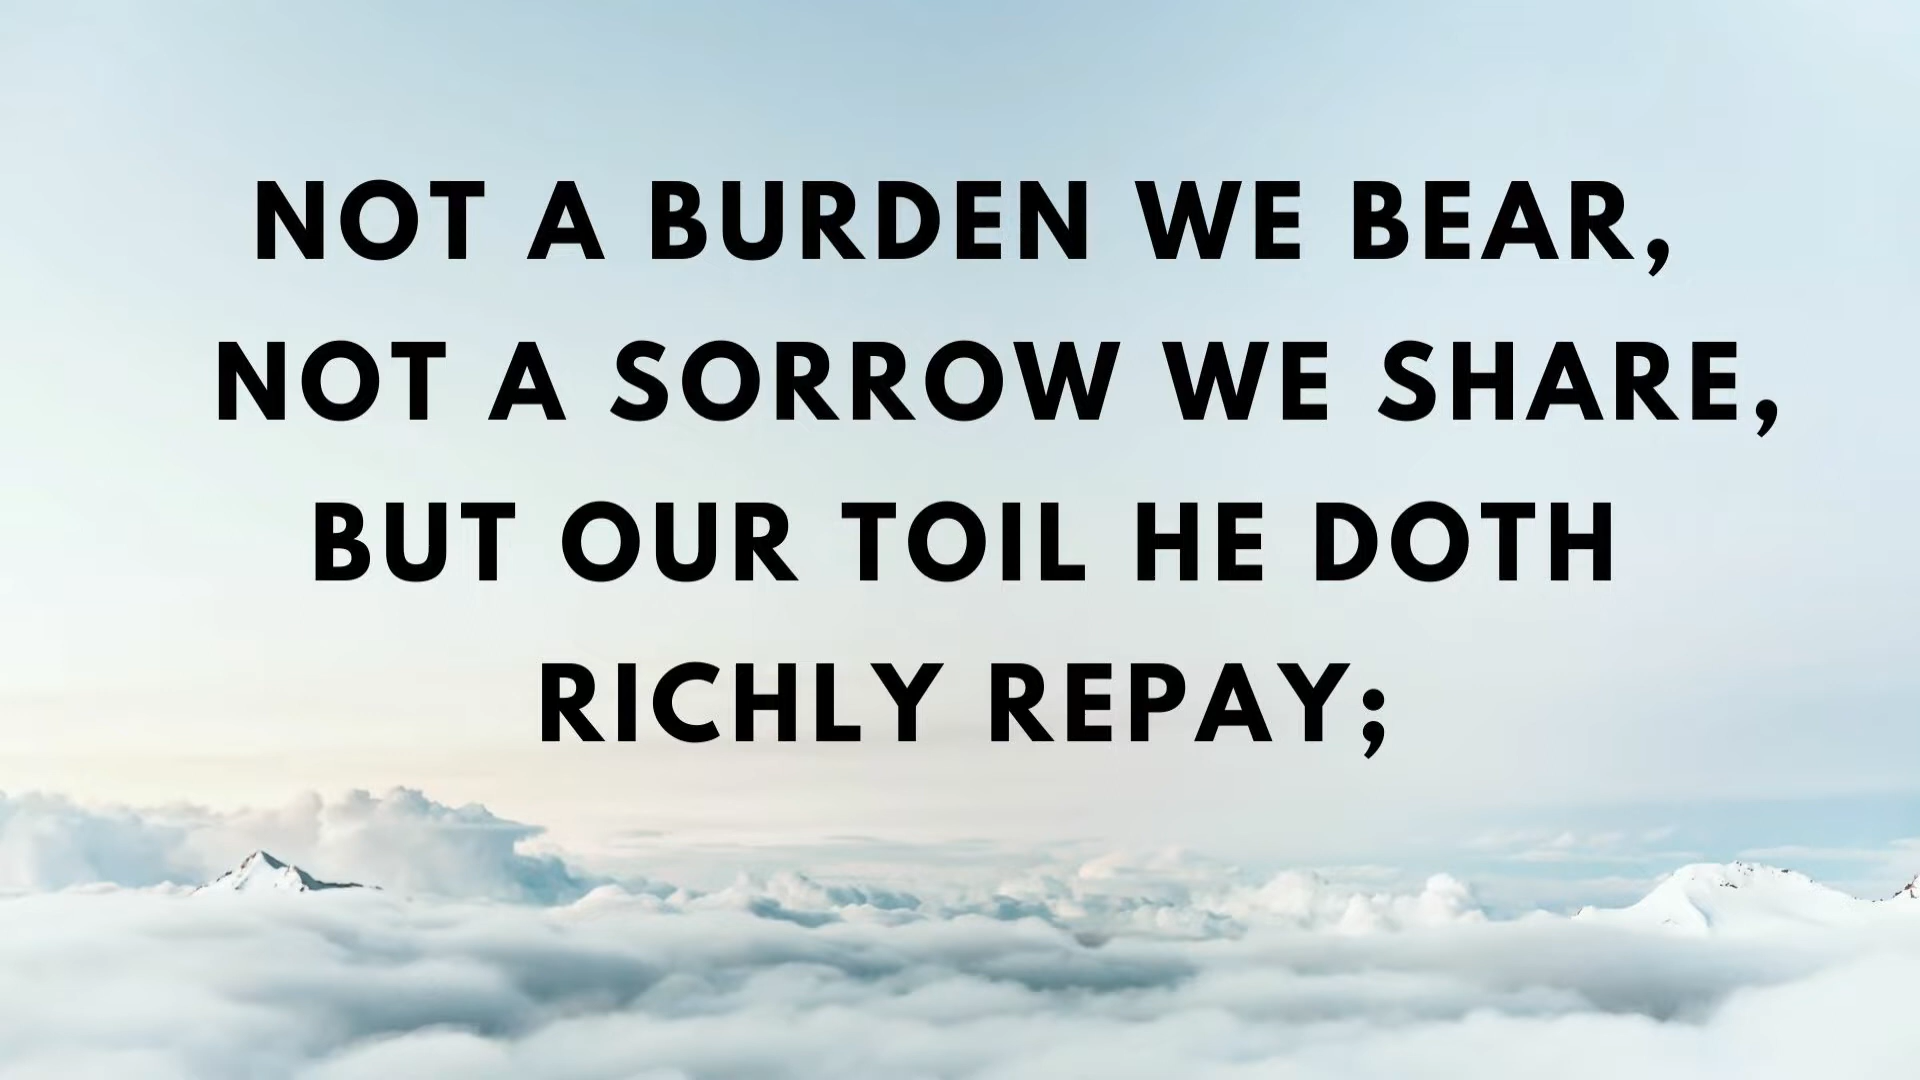 NOT A BURDEN WE BEAR,
NOT A SORROW WE SHARE,
BUT OUR TOIL HE DOTH
RICHLY REPAY;